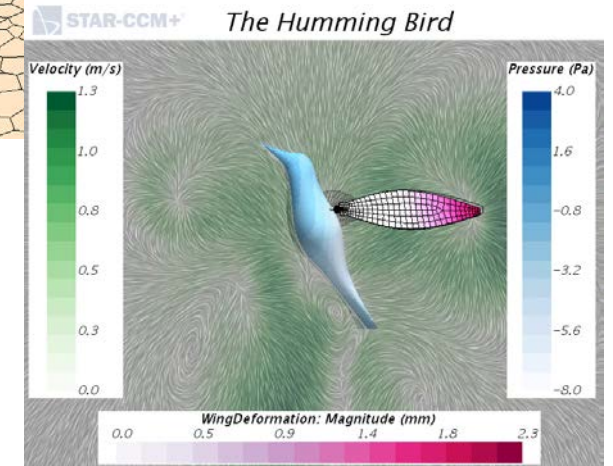 STAR-CCM+
The Humming Bird
Velocity (m/s)
1.3
1.0
0.8
0.5
0.3
0.0
Pressure (Pa)
4.0
1.6
-0.8
-3.2
-5.6
-8.0
WingDeformation: Magnitude (mm)
0.0 0.5 0.9 1.4 1.8 2.3